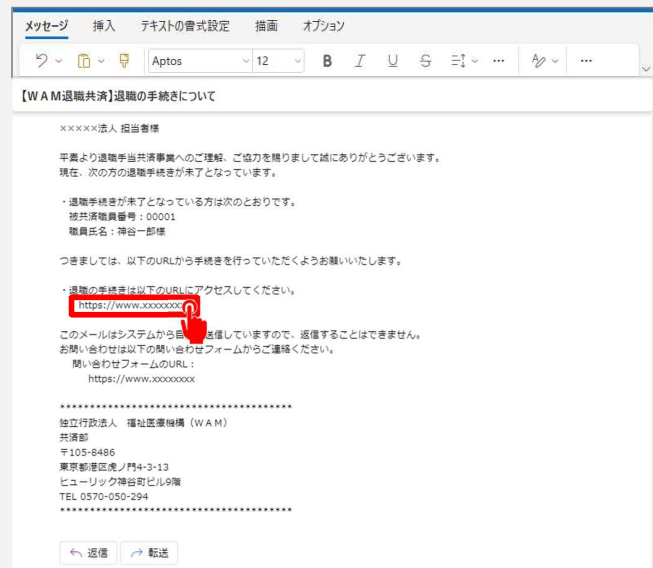 メッセージ 挿入 テキストの書式設定 描画 オプション
Aptos 12 B I U S
【WAM退職共済】退職の手続きについて
×××××法人 担当者様
平素より退職手当共済事業へのご理解、ご協力を賜りまして誠にありがとうございます。
現在、次の方の退職手続きが未了となっています。
・退職手続きが未了となっている方は次のとおりです。
被共済職員番号：00001
職員氏名：神谷一郎様
つきましては、以下のURLから手続きを行っていただくようお願いいたします。
・退職の手続きは以下のURLにアクセスしてください。
https://www.xxxxxxx
このメールはシステムから自 送信していますので、返信することはできません。
お問い合わせは以下の問い合わせフォームからご連絡ください。
問い合わせフォームのURL：
https://www.xxxxxxxx
***************************************
独立行政法人 福祉医療機構（WAM）
共済部
〒105-8486
東京都港区虎ノ門4-3-13
ヒューリック神谷町ビル9階
TEL 0570-050-294
***************************************
返信 転送